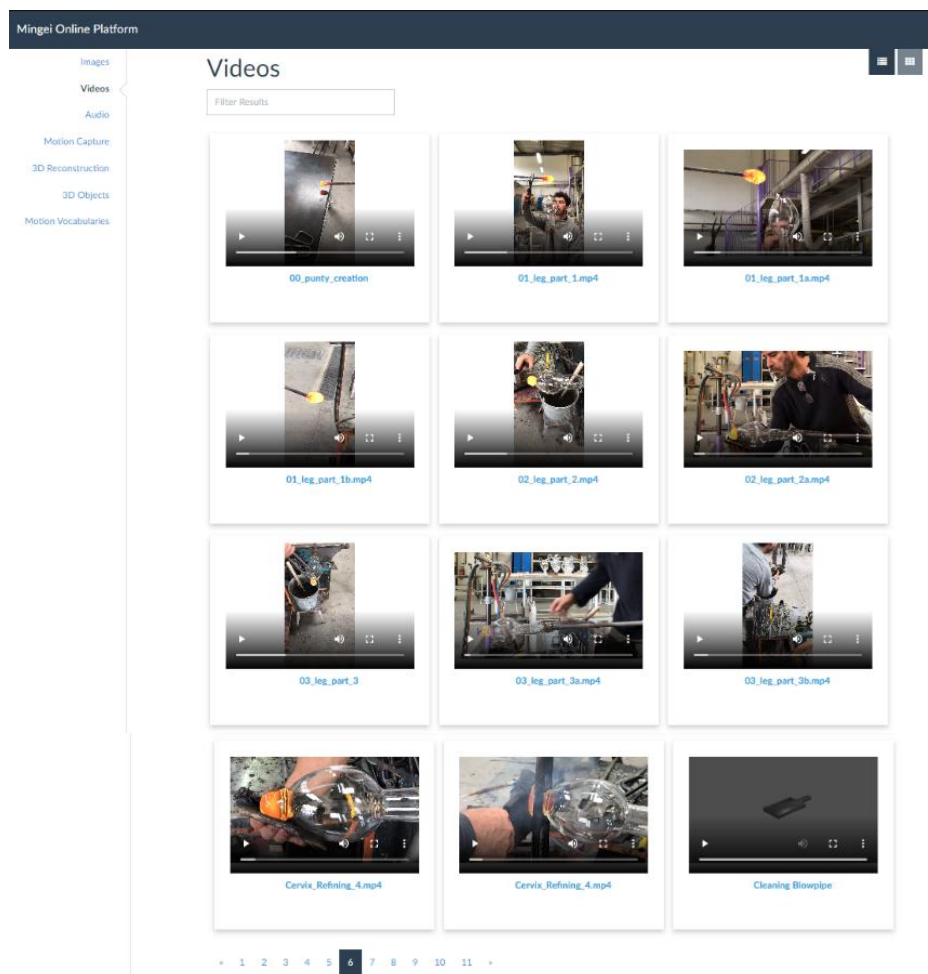 Mingei Online Platform
Images
Videos
Audio
Motion Capture
3D Reconstruction
3D Objects
Motion Vocabularies
Videos
Filter Results
00_punty_creation
01_leg_part_1.mp4
01_leg_part_1a.mp4
01_leg_part_1b.mp4
02_leg_part_2.mp4
02_leg_part_2a.mp4
03_leg_part_3
03_leg_part_3a.mp4
03_leg_part_3b.mp4
Cervix_Refining_4.mp4
Cervix_Refining_4.mp4
Cleaning Blowpipe
« 1 2 3 4 5 6 7 8 9 10 11 »